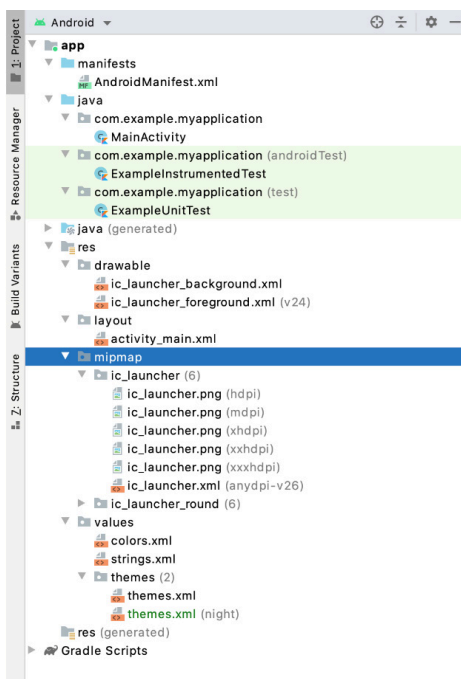 Android
1: Project
Resource Manager
Build Variants
Z: Structure
app
manifests
AndroidManifest.xml
java
com.example.myapplication
MainActivity
com.example.myapplication (androidTest)
ExampleInstrumentedTest
com.example.myapplication (test)
ExampleUnitTest
java (generated)
res
drawable
ic_launcher_background.xml
ic_launcher_foreground.xml (v24)
layout
activity_main.xml
mipmap
ic_launcher (6)
ic_launcher.png (hdpi)
ic_launcher.png (mdpi)
ic_launcher.png (xhdpi)
ic_launcher.png (xxhdpi)
ic_launcher.png (xxxhdpi)
ic_launcher.xml (anydpi-v26)
ic_launcher_round (6)
values
colors.xml
strings.xml
themes (2)
themes.xml
themes.xml (night)
res (generated)
Gradle Scripts